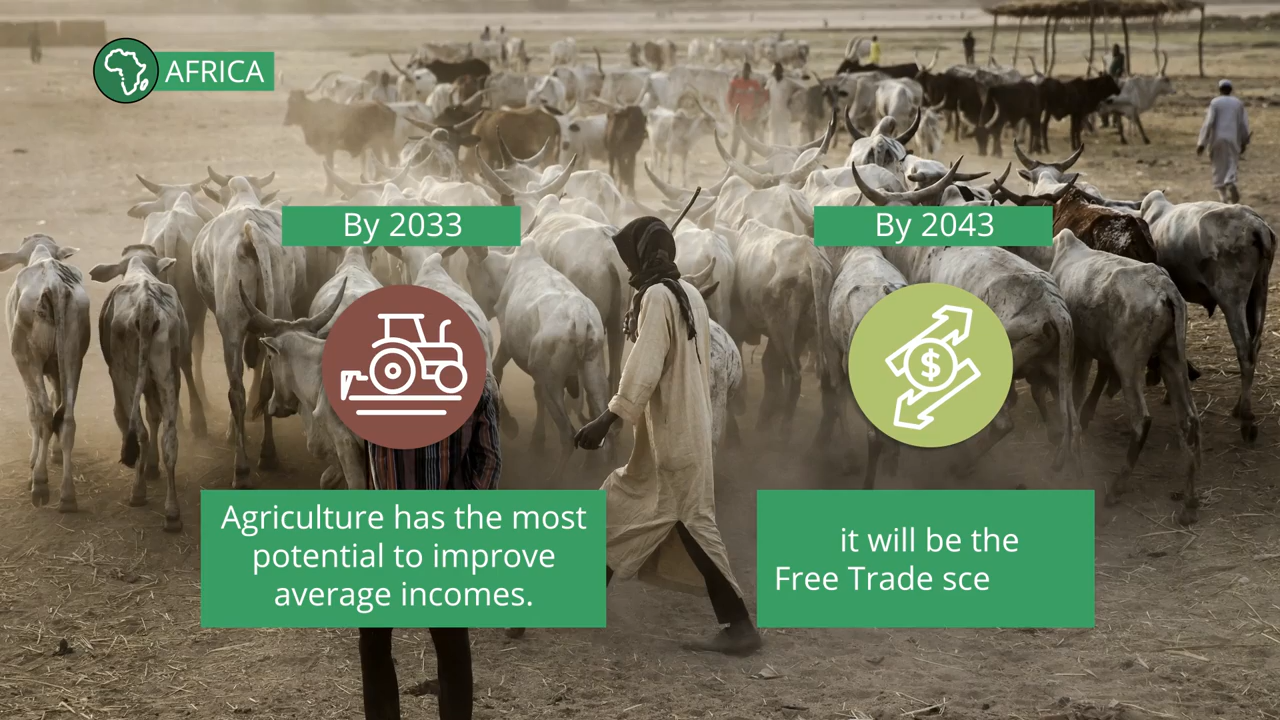 AFRICA
By 2033
By 2043
$
Agriculture has the most
potential to improve
average incomes.
it will be the
Free Trade sce